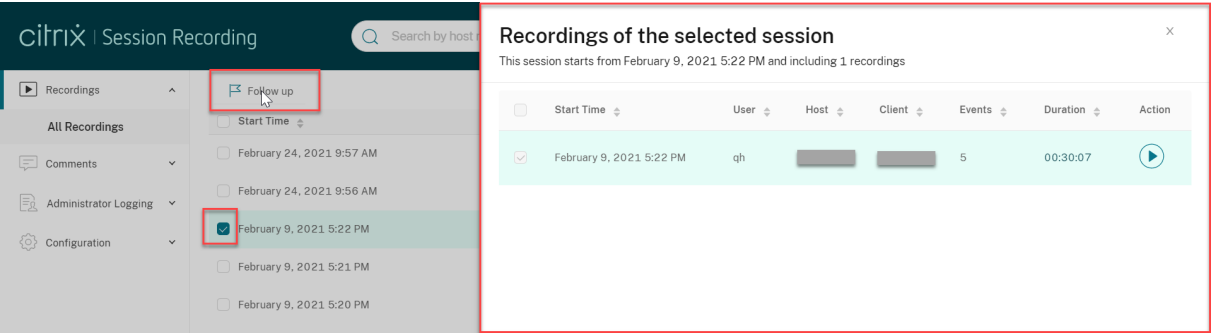 citrix | Session Recording
Search by host
Recordings
All Recordings
Comments
Administrator Logging
Configuration
Follow up
Start Time
February 24, 2021 9:57 AM
February 24, 2021 9:56 AM
February 9, 2021 5:22 PM
February 9, 2021 5:21 PM
February 9, 2021 5:20 PM
Recordings of the selected session
This session starts from February 9, 2021 5:22 PM and including 1 recordings
Start Time User Host Client Events Duration Action
February 9, 2021 5:22 PM qh 5 00:30:07